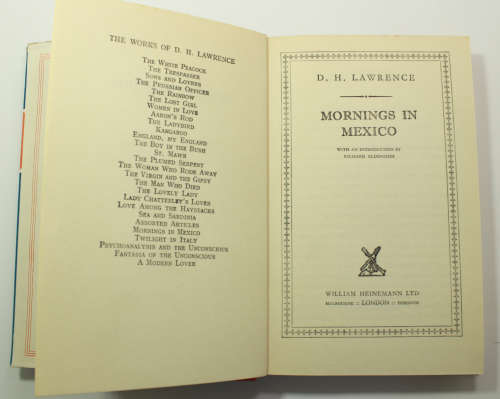 THE WORKS OF D. H. LAWRENCE
THE WHITE PEACOCK
THE TRESPASSER
SONS AND LOVERS
THE PRUSSIAN OFFICER
THE RAINBOW
THE LOST GIRL
WOMEN IN LOVE
AARON'S ROD
THE LADYBIRD
KANGAROO
ENGLAND, MY ENGLAND
THE BOY IN THE BUSH
ST. MAWR
THE PLUMED SERPENT
THE WOMAN WHO RODE AWAY
THE VIRGIN AND THE GIPSY
THE MAN WHO DIED
THE LOVELY LADY
LADY CHATTERLEY'S LOVER
LOVE AMONG THE HAYSTACKS
SEA AND SARDINIA
ASSORTED ARTICLES
MORNINGS IN MEXICO
TWILIGHT IN ITALY
PSYCHOANALYSIS AND THE UNCONSCIOUS
FANTASIA OF THE UNCONSCIOUS
A MODERN LOVER
D. H. LAWRENCE
MORNINGS IN
MEXICO
WITH AN INTRODUCTION BY
RICHARD ALDINGTON
WILLIAM HEINEMANN LTD
MELBOURNE :: LONDON :: TORONTO